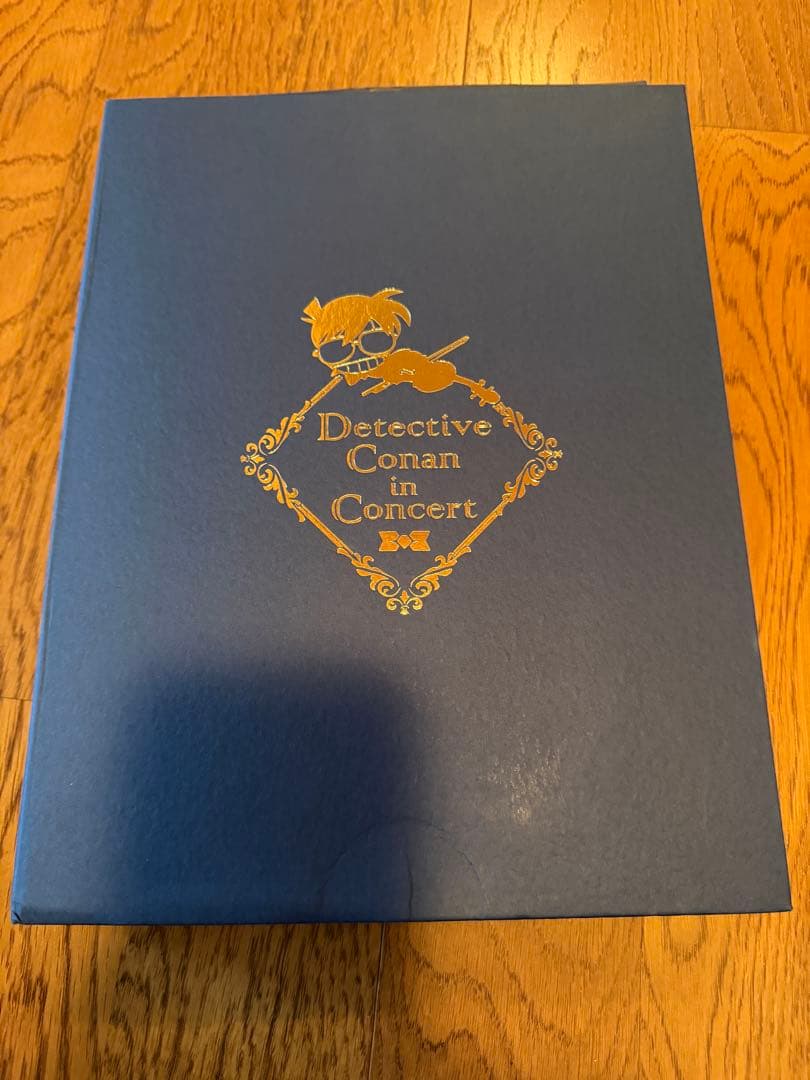 Detective
Conan
in
Concert